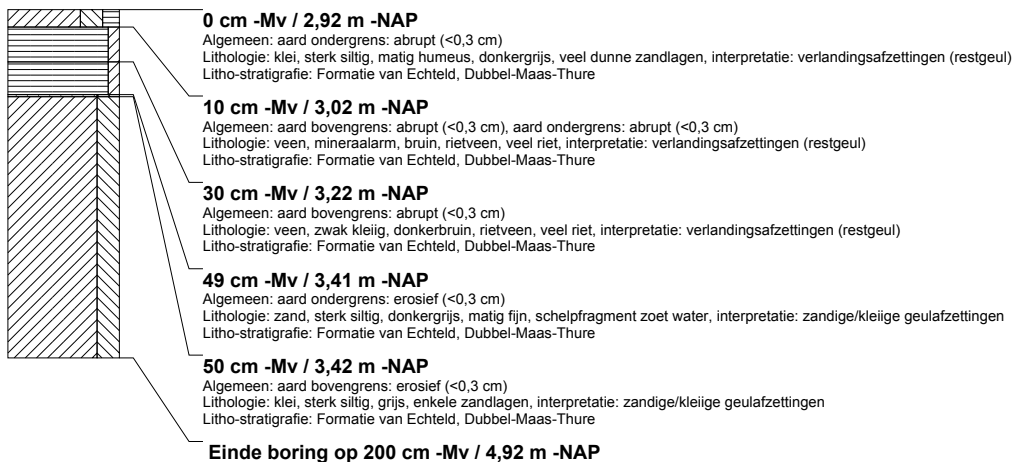 0 cm -Mv / 2,92 m -NAP
Algemeen: aard ondergrens: abrupt (<0,3 cm)
Lithologie: klei, sterk siltig, matig humeus, donkergrijs, veel dunne zandlagen, interpretatie: verlandingsafzettingen (restgeul)
Litho-stratigrafie: Formatie van Echteld, Dubbel-Maas-Thure
10 cm -Mv / 3,02 m -NAP
Algemeen: aard bovengrens: abrupt (<0,3 cm), aard ondergrens: abrupt (<0,3 cm)
Lithologie: veen, mineraalarm, bruin, rietveen, veel riet, interpretatie: verlandingsafzettingen (restgeul)
Litho-stratigrafie: Formatie van Echteld, Dubbel-Maas-Thure
30 cm -Mv / 3,22 m -NAP
Algemeen: aard bovengrens: abrupt (<0,3 cm)
Lithologie: veen, zwak kleiig, donkerbruin, rietveen, veel riet, interpretatie: verlandingsafzettingen (restgeul)
Litho-stratigrafie: Formatie van Echteld, Dubbel-Maas-Thure
49 cm -Mv / 3,41 m -NAP
Algemeen: aard ondergrens: erosief (<0,3 cm)
Lithologie: zand, sterk siltig, donkergrijs, matig fijn, schelpfragment zoet water, interpretatie: zandige/kleiige geulafzettingen
Litho-stratigrafie: Formatie van Echteld, Dubbel-Maas-Thure
50 cm -Mv / 3,42 m -NAP
Algemeen: aard bovengrens: erosief (<0,3 cm)
Lithologie: klei, sterk siltig, grijs, enkele zandlagen, interpretatie: zandige/kleiige geulafzettingen
Litho-stratigrafie: Formatie van Echteld, Dubbel-Maas-Thure
Einde boring op 200 cm -Mv / 4,92 m -NAP